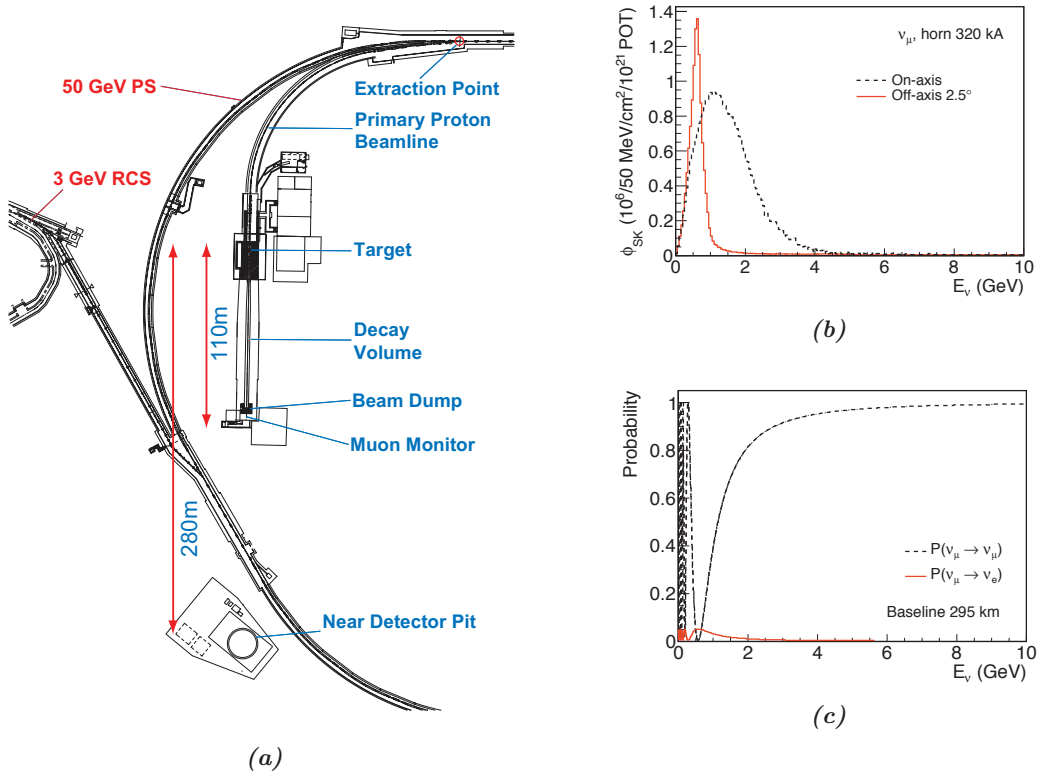 50 GeV PS
Extraction Point
Primary Proton
Beamline
3 GeV RCS
Target
110m
Decay
Volume
Beam Dump
Muon Monitor
280m
Near Detector Pit
(a)
ϕSK (10⁶/50 MeV/cm²/10²¹ POT)
1.4
1.2
1
0.8
0.6
0.4
0.2
0
νμ, horn 320 kA
On-axis
Off-axis 2.5°
0 2 4 6 8 10
Eν (GeV)
(b)
Probability
1
0.8
0.6
0.4
0.2
0
P(νμ → νμ)
P(νμ → νe)
Baseline 295 km
0 2 4 6 8 10
Eν (GeV)
(c)